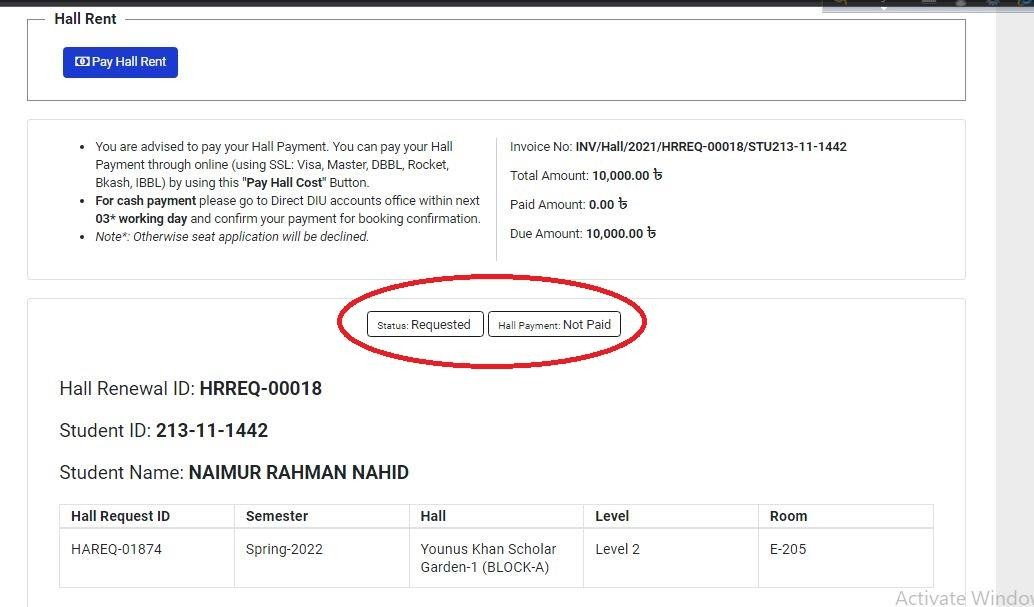 Hall Rent
Pay Hall Rent
You are advised to pay your Hall Payment. You can pay your Hall
Payment through online (using SSL: Visa, Master, DBBL, Rocket,
Bkash, IBBL) by using this "Pay Hall Cost" Button.
For cash payment please go to Direct DIU accounts office within next
03* working day and confirm your payment for booking confirmation.
Note*: Otherwise seat application will be declined.
Invoice No: INV/Hall/2021/HRREQ-00018/STU213-11-1442
Total Amount: 10,000.00 ৳
Paid Amount: 0.00 ৳
Due Amount: 10,000.00 ৳
Status: Requested
Hall Payment: Not Paid
Hall Renewal ID: HRREQ-00018
Student ID: 213-11-1442
Student Name: NAIMUR RAHMAN NAHID
Hall Request ID Semester Hall Level Room
HAREQ-01874 Spring-2022 Younus Khan Scholar Level 2 E-205
Garden-1 (BLOCK-A)
Activate Windo